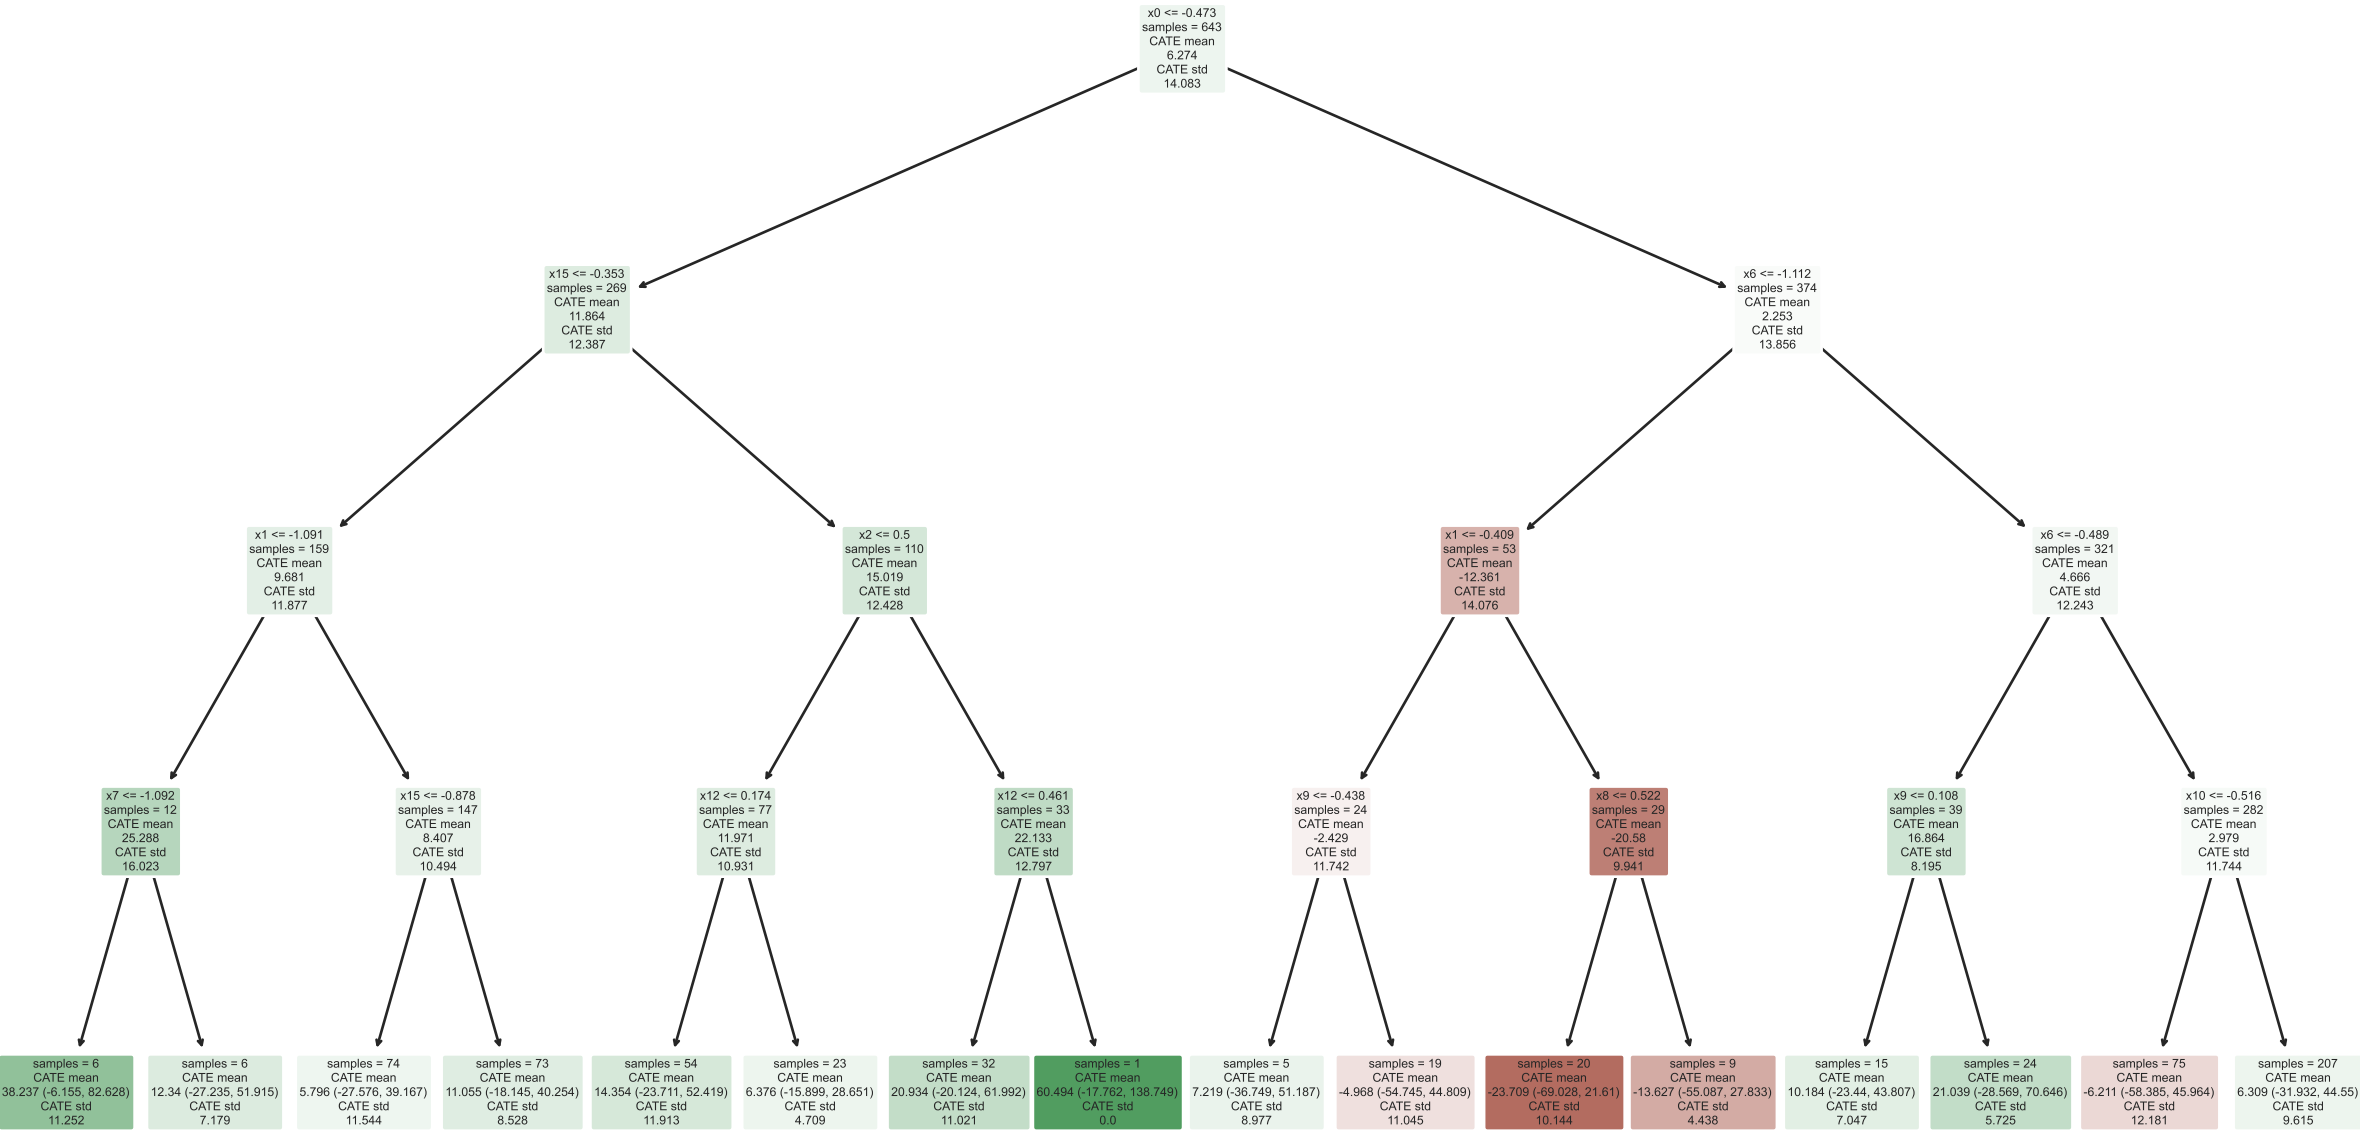 x0 <= -0.473
samples = 643
CATE mean
6.274
CATE std
14.083
x15 <= -0.353
samples = 269
CATE mean
11.864
CATE std
12.387
x6 <= -1.112
samples = 374
CATE mean
2.253
CATE std
13.856
x1 <= -1.091
samples = 159
CATE mean
9.681
CATE std
11.877
x2 <= 0.5
samples = 110
CATE mean
15.019
CATE std
12.428
x1 <= -0.409
samples = 53
CATE mean
-12.361
CATE std
14.076
x6 <= -0.489
samples = 321
CATE mean
4.666
CATE std
12.243
x7 <= -1.092
samples = 12
CATE mean
25.288
CATE std
16.023
x15 <= -0.878
samples = 147
CATE mean
8.407
CATE std
10.494
x12 <= 0.174
samples = 77
CATE mean
11.971
CATE std
10.931
x12 <= 0.461
samples = 33
CATE mean
22.133
CATE std
12.797
x9 <= -0.438
samples = 24
CATE mean
-2.429
CATE std
11.742
x8 <= 0.522
samples = 29
CATE mean
-20.58
CATE std
9.941
x9 <= 0.108
samples = 39
CATE mean
16.864
CATE std
8.195
x10 <= -0.516
samples = 282
CATE mean
2.979
CATE std
11.744
samples = 6
CATE mean
38.237 (-6.155, 82.628)
CATE std
11.252
samples = 6
CATE mean
12.34 (-27.235, 51.915)
CATE std
7.179
samples = 74
CATE mean
5.796 (-27.576, 39.167)
CATE std
11.544
samples = 73
CATE mean
11.055 (-18.145, 40.254)
CATE std
8.528
samples = 54
CATE mean
14.354 (-23.711, 52.419)
CATE std
11.913
samples = 23
CATE mean
6.376 (-15.899, 28.651)
CATE std
4.709
samples = 32
CATE mean
20.934 (-20.124, 61.992)
CATE std
11.021
samples = 1
CATE mean
60.494 (-17.762, 138.749)
CATE std
0.0
samples = 5
CATE mean
7.219 (-36.749, 51.187)
CATE std
8.977
samples = 19
CATE mean
-4.968 (-54.745, 44.809)
CATE std
11.045
samples = 20
CATE mean
-23.709 (-69.028, 21.61)
CATE std
10.144
samples = 9
CATE mean
-13.627 (-55.087, 27.833)
CATE std
4.438
samples = 15
CATE mean
10.184 (-23.44, 43.807)
CATE std
7.047
samples = 24
CATE mean
21.039 (-28.569, 70.646)
CATE std
5.725
samples = 75
CATE mean
-6.211 (-58.385, 45.964)
CATE std
12.181
samples = 207
CATE mean
6.309 (-31.932, 44.55)
CATE std
9.615